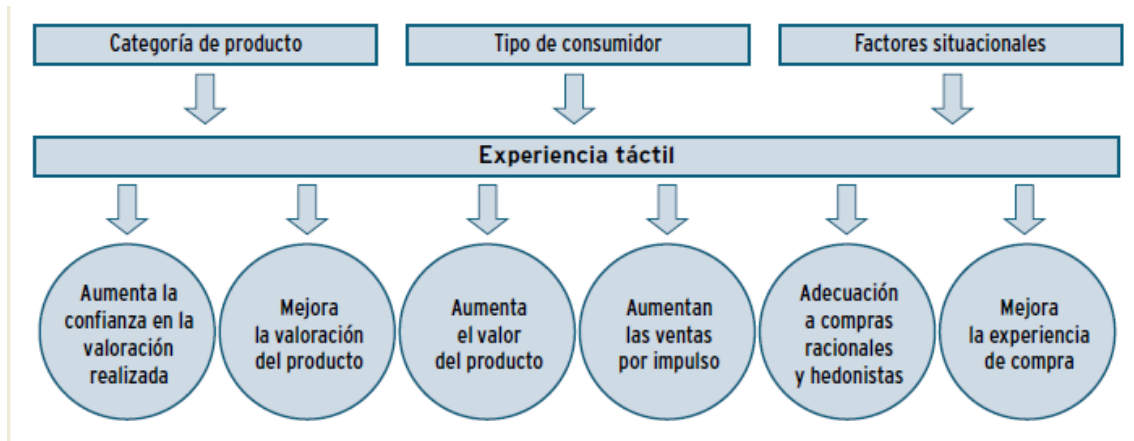 Categoría de producto
Tipo de consumidor
Factores situacionales
Experiencia táctil
Aumenta la
confianza en la
valoración
realizada
Mejora
la valoración
del producto
Aumenta
el valor
del producto
Aumentan
las ventas
por impulso
Adecuación
a compras
racionales
y hedonistas
Mejora
la experiencia
de compra